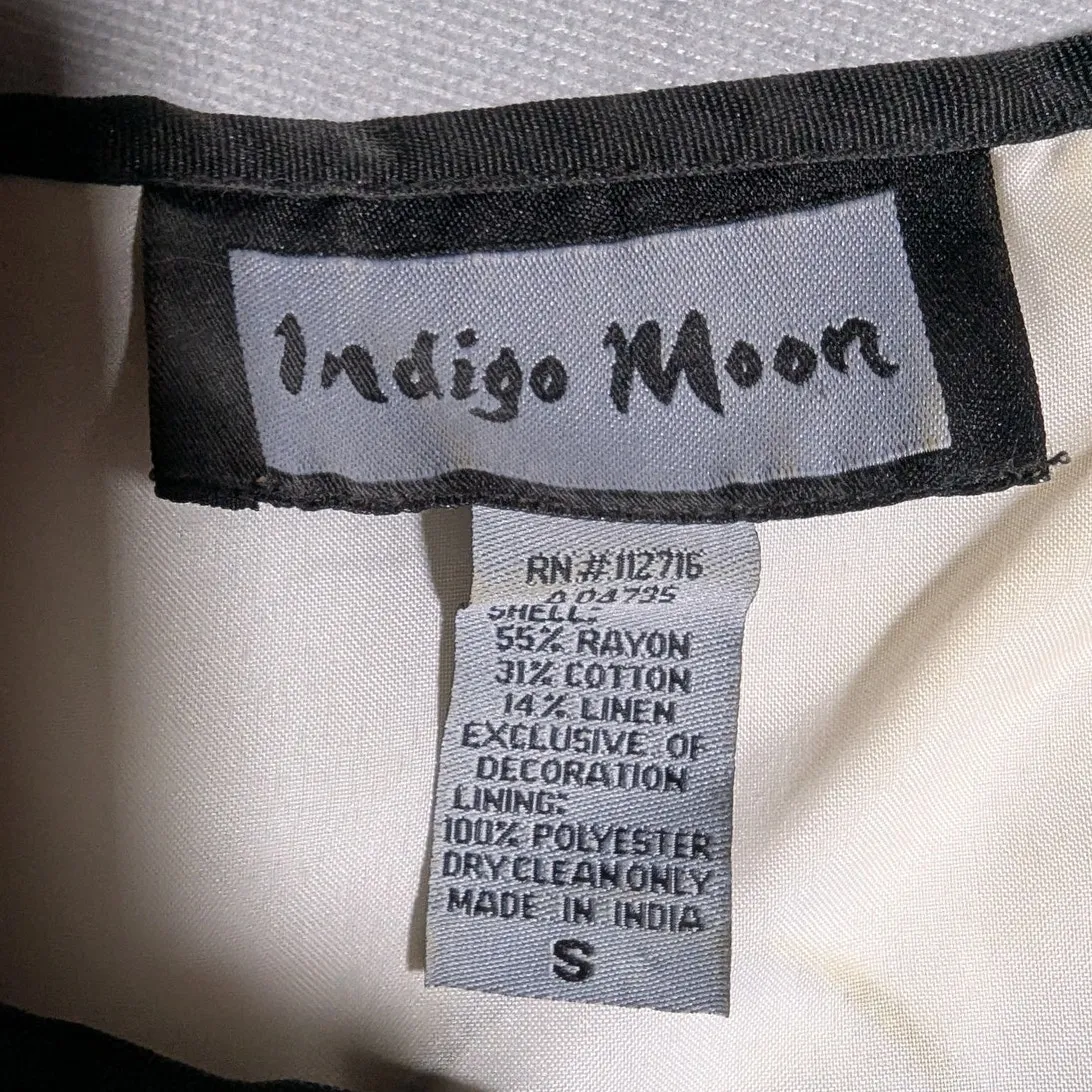 Indigo Moon
RN#112716
SHELL:
55% RAYON
31% COTTON
14% LINEN
EXCLUSIVE OF
DECORATION
LINING:
100% POLYESTER
DRY CLEAN ONLY
MADE IN INDIA
S